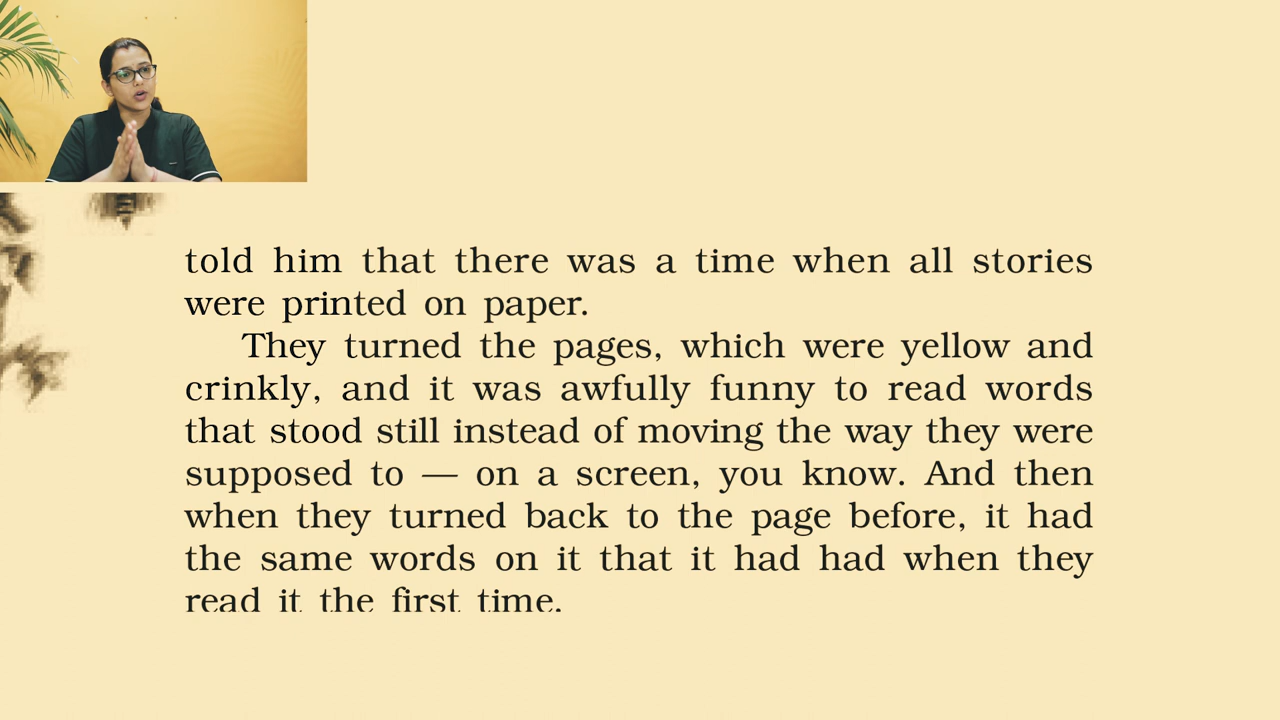 told him that there was a time when all stories
were printed on paper.
They turned the pages, which were yellow and
crinkly, and it was awfully funny to read words
that stood still instead of moving the way they were
supposed to — on a screen, you know. And then
when they turned back to the page before, it had
the same words on it that it had had when they
read it the first time.